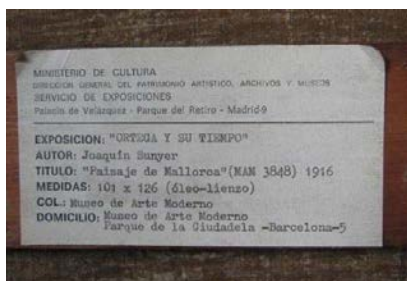 MINISTERIO DE CULTURA
DIRECCION GENERAL DEL PATRIMONIO ARTISTICO, ARCHIVOS Y MUSEOS
SERVICIO DE EXPOSICIONES
Palacio de Velázquez - Parque del Retiro - Madrid-9
EXPOSICION: "ORTEGA Y SU TIEMPO"
AUTOR: Joaquín Sunyer
TITULO: "Paisaje de Mallorca"(MAM 3848) 1916
MEDIDAS: 101 x 126 (óleo-lienzo)
COL.: Museo de Arte Moderno
DOMICILIO: Museo de Arte Moderno
Parque de la Ciudadela -Barcelona-5